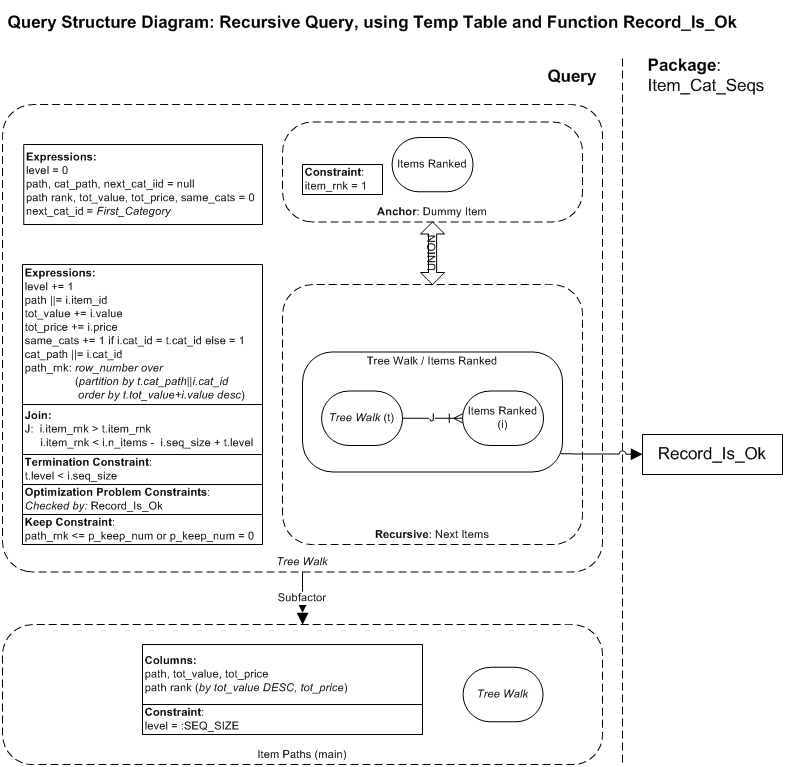 Query Structure Diagram: Recursive Query, using Temp Table and Function Record_Is_Ok
Query
Package:
Item_Cat_Seqs
Expressions:
level = 0
path, cat_path, next_cat_iid = null
path rank, tot_value, tot_price, same_cats = 0
next_cat_id = First_Category
Constraint:
item_rnk = 1
Items Ranked
Anchor: Dummy Item
UNION
Expressions:
level += 1
path ||= i.item_id
tot_value += i.value
tot_price += i.price
same_cats += 1 if i.cat_id = t.cat_id else = 1
cat_path ||= i.cat_id
path_rnk: row_number over
(partition by t.cat_path||i.cat_id
order by t.tot_value+i.value desc)
Join:
J: i.item_rnk > t.item_rnk
i.item_rnk < i.n_items - i.seq_size + t.level
Termination Constraint:
t.level < i.seq_size
Optimization Problem Constraints:
Checked by: Record_Is_Ok
Keep Constraint:
path_rnk <= p_keep_num or p_keep_num = 0
Tree Walk / Items Ranked
Tree Walk (t)
J
Items Ranked
(i)
Recursive: Next Items
Record_Is_Ok
Tree Walk
Subfactor
Columns:
path, tot_value, tot_price
path rank (by tot_value DESC, tot_price)
Constraint:
level = :SEQ_SIZE
Tree Walk
Item Paths (main)